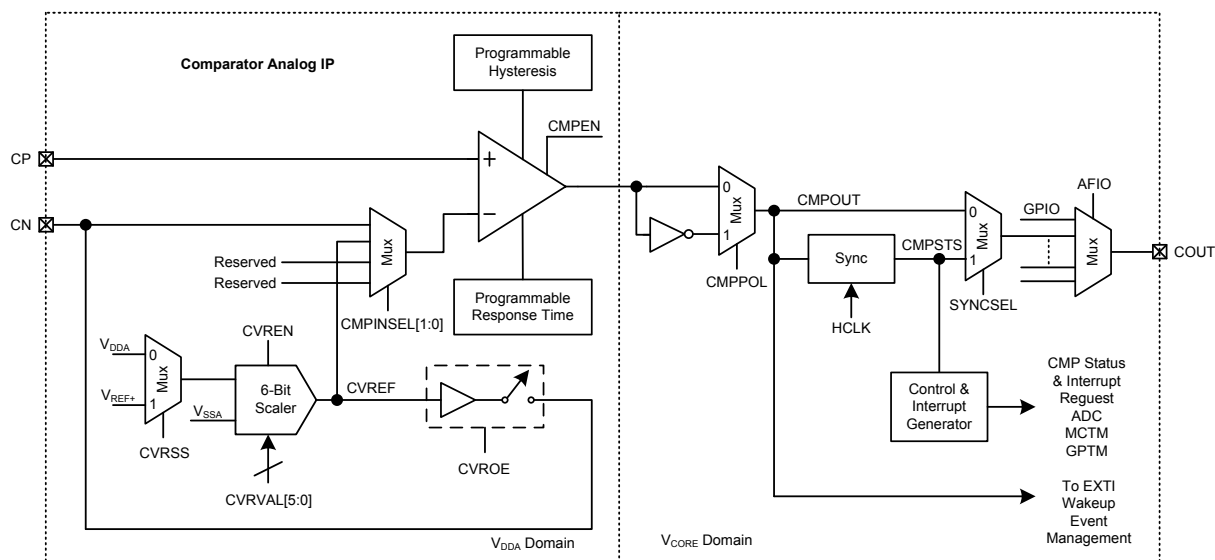 Comparator Analog IP
Programmable
Hysteresis
CMPEN
CP
CN
+
−
Mux
Reserved
Reserved
CMPINSEL[1:0]
Programmable
Response Time
VDDA
0
VREF+
1
Mux
CVRSS
CVREN
6-Bit
Scaler
VSSA
CVRVAL[5:0]
CVREF
CVROE
VDDA Domain
0
1
Mux
CMPPOL
CMPOUT
Sync
HCLK
CMPSTS
0
1
Mux
SYNCSEL
GPIO
AFIO
Mux
COUT
Control &
Interrupt
Generator
CMP Status
& Interrupt
Request
ADC
MCTM
GPTM
To EXTI
Wakeup
Event
Management
VCORE Domain